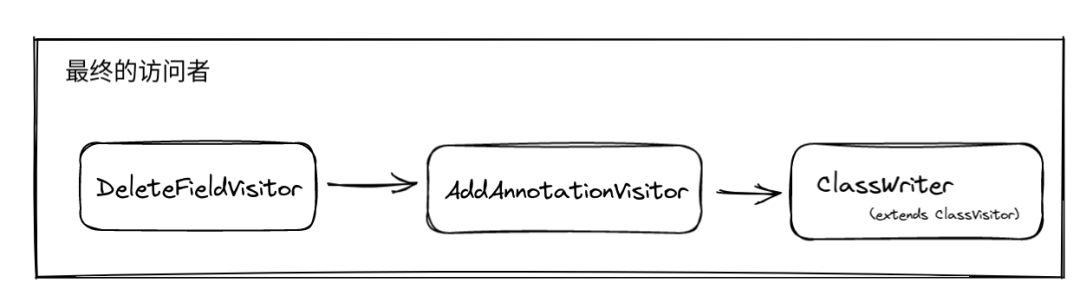 最终的访问者
DeleteFieldVisitor
AddAnnotationVisitor
ClassWriter
(extends ClassVisitor)